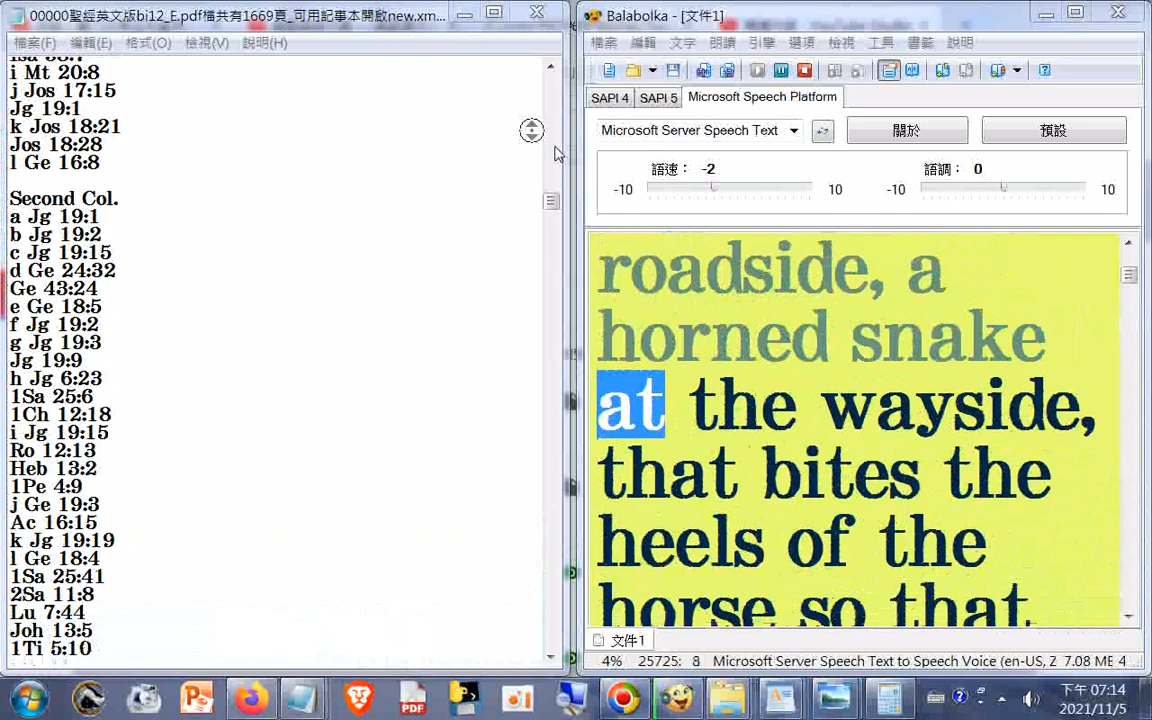 00000聖經英文版bi12_E.pdf檔共有1669頁_可用記事本開啟new.xm...
檔案(F) 編輯(E) 格式(O) 檢視(V) 說明(H)
i Mt 20:8
j Jos 17:15
Jg 19:1
k Jos 18:21
Jos 18:28
l Ge 16:8
Second Col.
a Jg 19:1
b Jg 19:2
c Jg 19:15
d Ge 24:32
Ge 43:24
e Ge 18:5
f Jg 19:2
g Jg 19:3
Jg 19:9
h Jg 6:23
1Sa 25:6
1Ch 12:18
i Jg 19:15
Ro 12:13
Heb 13:2
1Pe 4:9
j Ge 19:3
Ac 16:15
k Jg 19:19
l Ge 18:4
1Sa 25:41
2Sa 11:8
Lu 7:44
Joh 13:5
1Ti 5:10
Balabolka - [文件1]
檔案 編輯 文字 朗讀 引擎 選項 檢視 工具 書籤 說明
SAPI 4 SAPI 5 Microsoft Speech Platform
Microsoft Server Speech Text 關於 預設
語速： -2 語調： 0
-10 10 -10 10
roadside, a
horned snake
at the wayside,
that bites the
heels of the
horse so that
文件1
4% 25725: 8 Microsoft Server Speech Text to Speech Voice (en-US, Z 7.08 ME 4
下午 07:14
2021/11/5